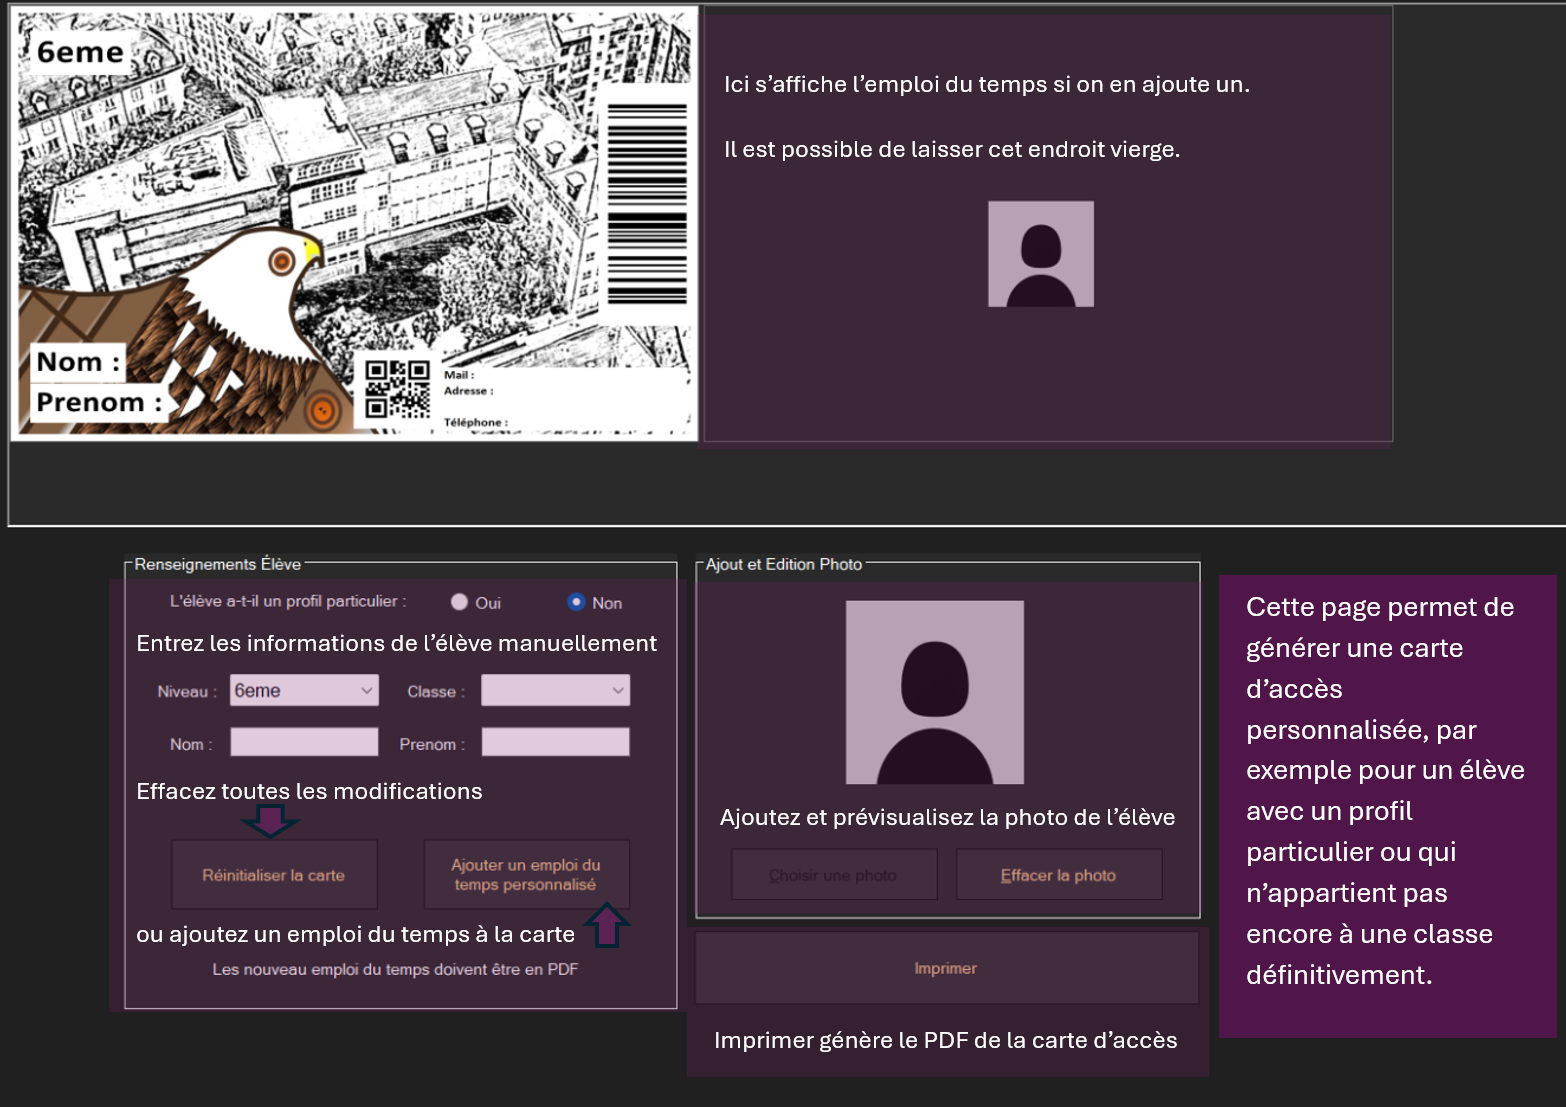 6eme
Nom :
Prenom :
Mail :
Adresse :
Téléphone :
Ici s’affiche l’emploi du temps si on en ajoute un.
Il est possible de laisser cet endroit vierge.
Renseignements Élève
L'élève a-t-il un profil particulier :
Oui
Non
Entrez les informations de l’élève manuellement
Niveau :
6eme
Classe :
Nom :
Prenom :
Effacez toutes les modifications
Réinitialiser la carte
Ajouter un emploi du
temps personnalisé
ou ajoutez un emploi du temps à la carte
Les nouveau emploi du temps doivent être en PDF
Ajout et Edition Photo
Ajoutez et prévisualisez la photo de l’élève
Choisir une photo
Effacer la photo
Imprimer
Imprimer génère le PDF de la carte d’accès
Cette page permet de
générer une carte
d’accès
personnalisée, par
exemple pour un élève
avec un profil
particulier ou qui
n’appartient pas
encore à une classe
définitivement.